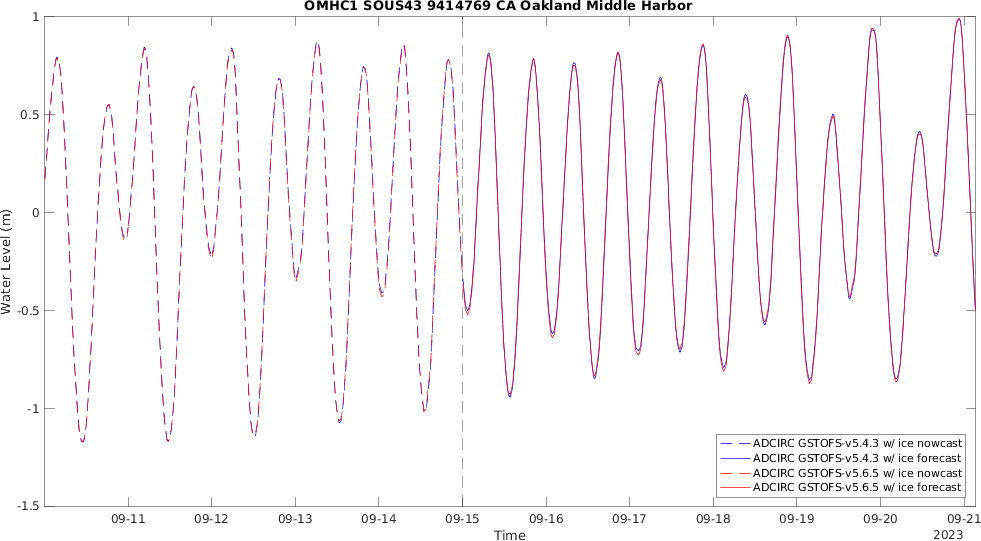 OMHC1 SOUS43 9414769 CA Oakland Middle Harbor
Water Level (m)
1
0.5
0
-0.5
-1
-1.5
ADCIRC GSTOFS-v5.4.3 w/ ice nowcast
ADCIRC GSTOFS-v5.4.3 w/ ice forecast
ADCIRC GSTOFS-v5.6.5 w/ ice nowcast
ADCIRC GSTOFS-v5.6.5 w/ ice forecast
09-11 09-12 09-13 09-14 09-15 09-16 09-17 09-18 09-19 09-20 09-21
Time
2023